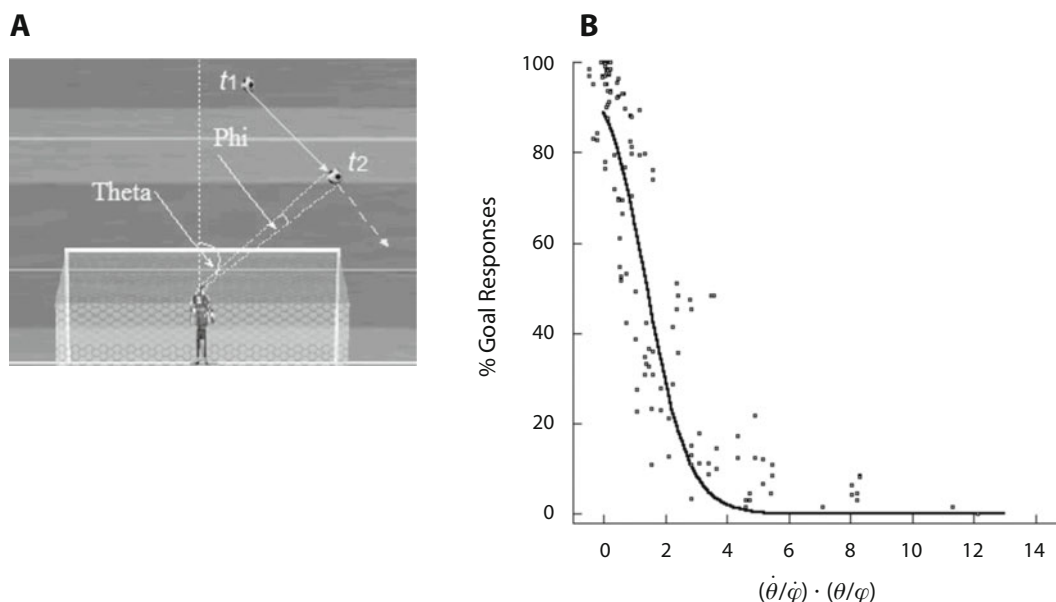 A
t1
Phi
t2
Theta
B
% Goal Responses
100
80
60
40
20
0
0 2 4 6 8 10 12 14
(θ̇/φ̇) · (θ/φ)